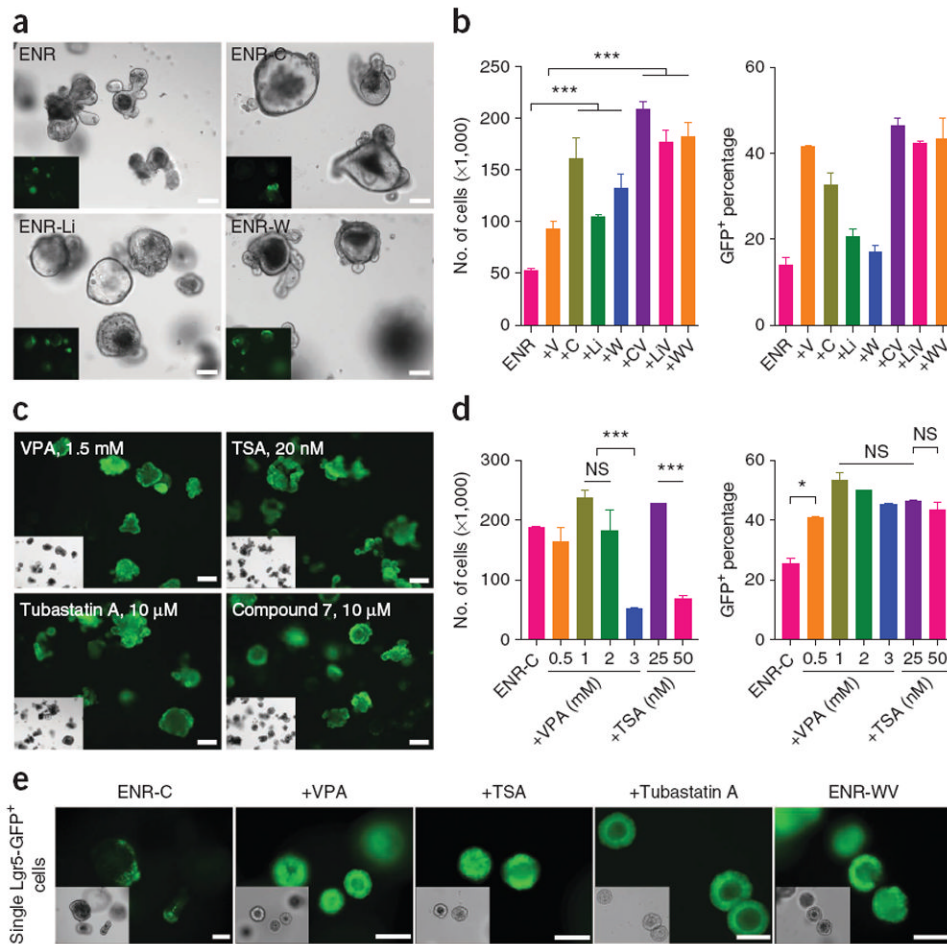 a
ENR
ENR-C
ENR-Li
ENR-W
b
***
***
No. of cells (×1,000)
250
200
150
100
50
0
ENR
+V
+C
+Li
+W
+CV
+LiV
+WV
GFP+ percentage
60
40
20
0
ENR
+V
+C
+Li
+W
+CV
+LiV
+WV
c
VPA, 1.5 mM
TSA, 20 nM
Tubastatin A, 10 μM
Compound 7, 10 μM
d
***
NS
***
No. of cells (×1,000)
300
200
100
0
ENR-C
0.5 1 2 3 25 50
+VPA (mM)
+TSA (nM)
NS
NS
*
GFP+ percentage
60
40
20
0
ENR-C
0.5 1 2 3 25 50
+VPA (mM)
+TSA (nM)
e
ENR-C
+VPA
+TSA
+Tubastatin A
ENR-WV
Single Lgr5-GFP+
cells